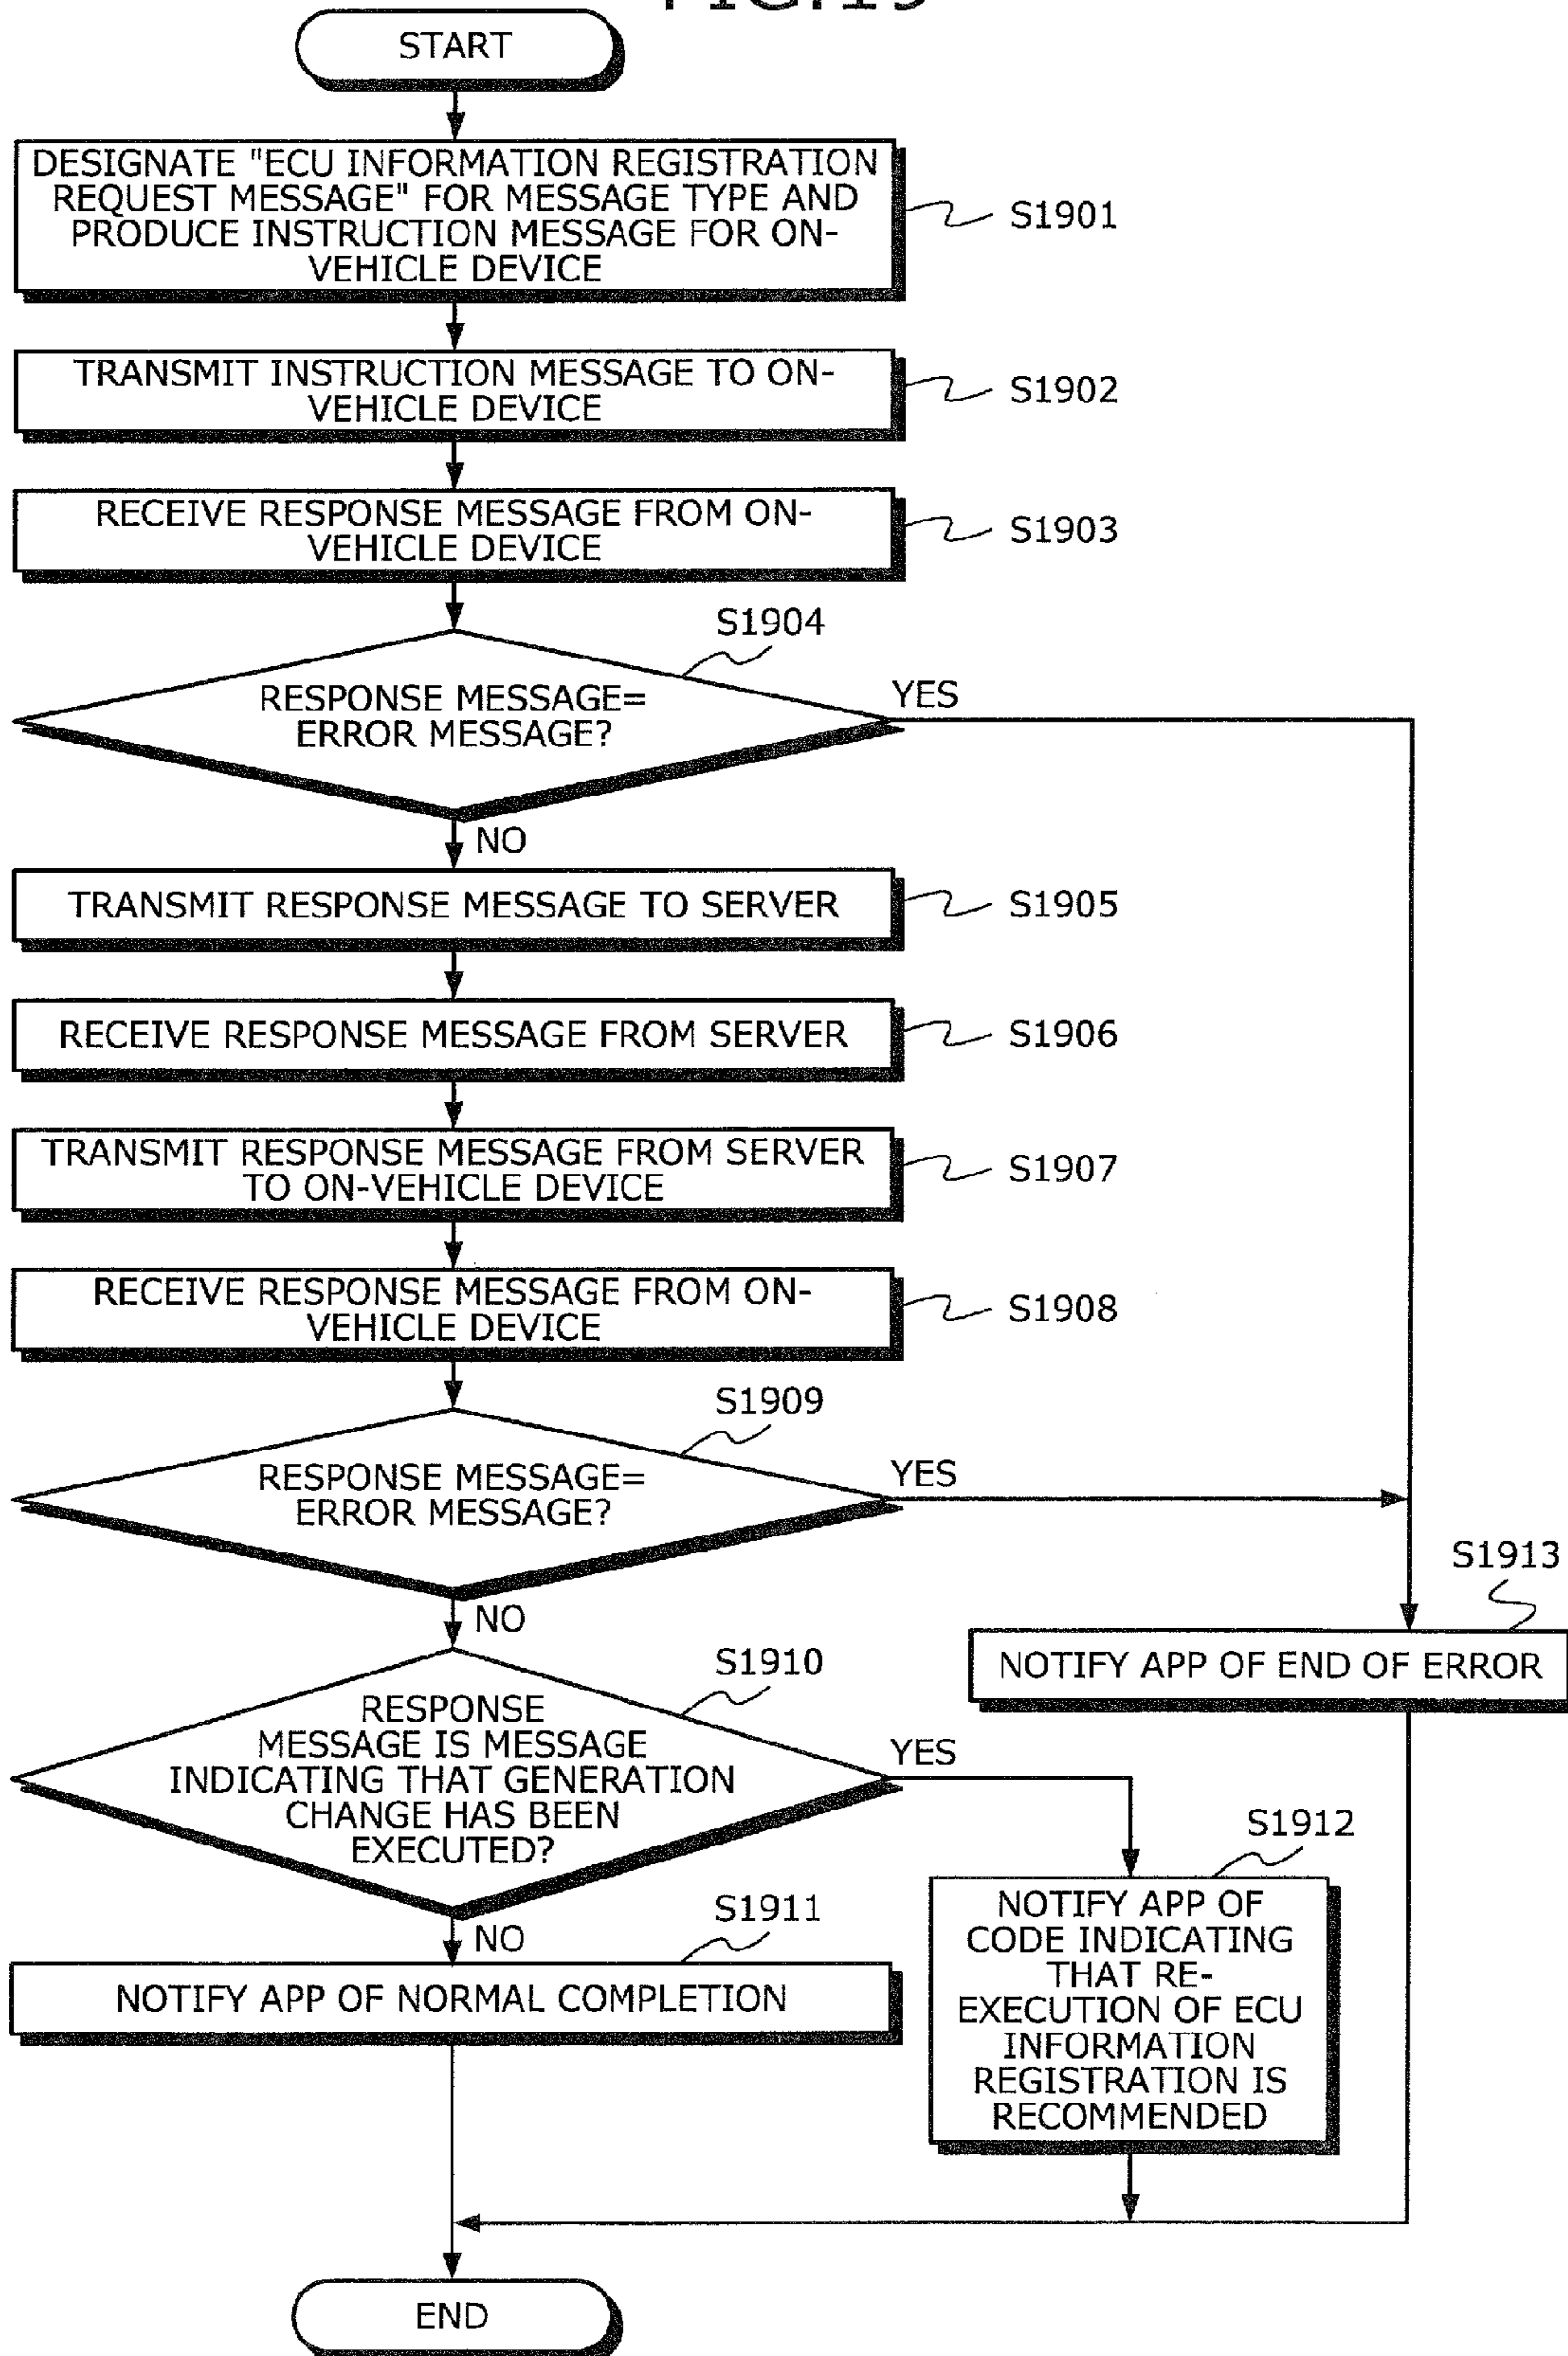 START
DESIGNATE "ECU INFORMATION REGISTRATION
REQUEST MESSAGE" FOR MESSAGE TYPE AND
PRODUCE INSTRUCTION MESSAGE FOR ON-
VEHICLE DEVICE
S1901
TRANSMIT INSTRUCTION MESSAGE TO ON-
VEHICLE DEVICE
S1902
RECEIVE RESPONSE MESSAGE FROM ON-
VEHICLE DEVICE
S1903
S1904
RESPONSE MESSAGE=
ERROR MESSAGE?
YES
NO
TRANSMIT RESPONSE MESSAGE TO SERVER
S1905
RECEIVE RESPONSE MESSAGE FROM SERVER
S1906
TRANSMIT RESPONSE MESSAGE FROM SERVER
TO ON-VEHICLE DEVICE
S1907
RECEIVE RESPONSE MESSAGE FROM ON-
VEHICLE DEVICE
S1908
S1909
RESPONSE MESSAGE=
ERROR MESSAGE?
YES
NO
S1913
NOTIFY APP OF END OF ERROR
S1910
RESPONSE
MESSAGE IS MESSAGE
INDICATING THAT GENERATION
CHANGE HAS BEEN
EXECUTED?
YES
NO
S1912
NOTIFY APP OF
CODE INDICATING
THAT RE-
EXECUTION OF ECU
INFORMATION
REGISTRATION IS
RECOMMENDED
S1911
NOTIFY APP OF NORMAL COMPLETION
END